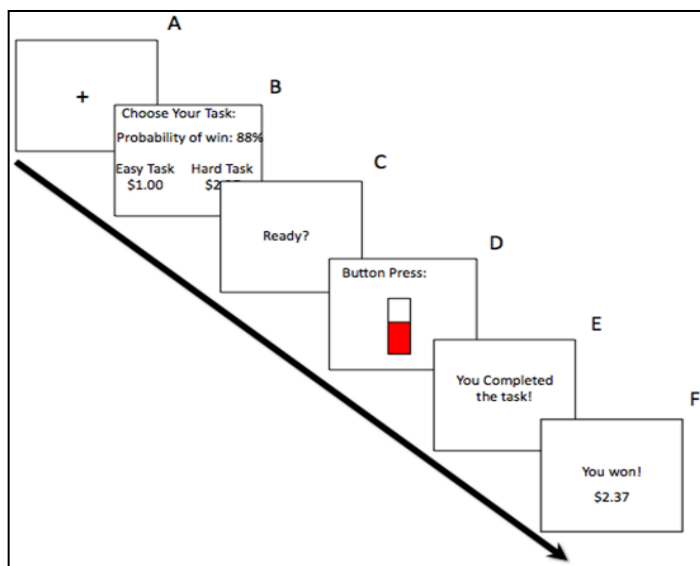 A
+
B
Choose Your Task:
Probability of win: 88%
Easy Task Hard Task
$1.00
C
Ready?
D
Button Press:
E
You Completed
the task!
F
You won!
$2.37